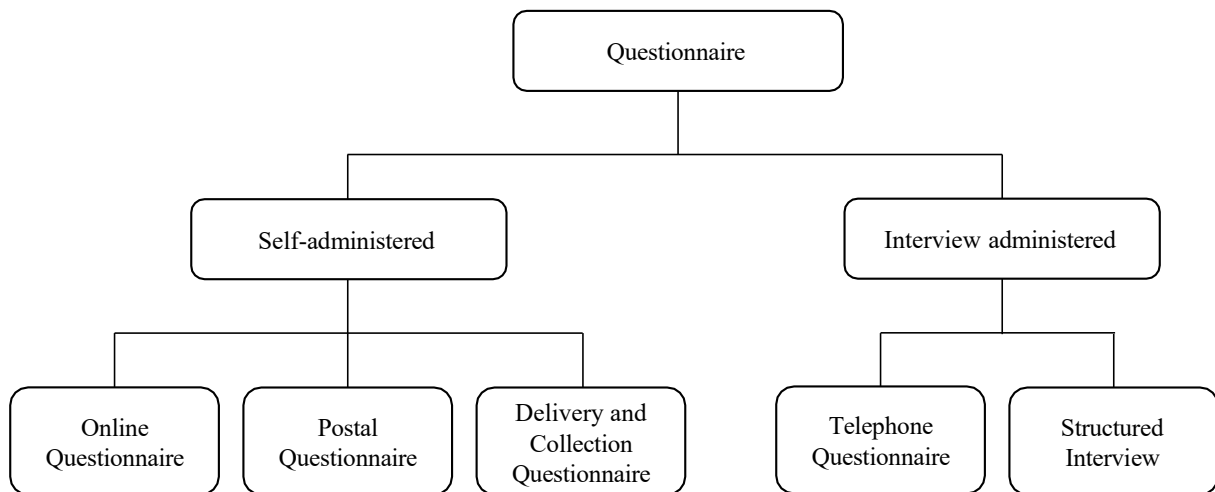 Questionnaire
Self-administered
Interview administered
Online
Questionnaire
Postal
Questionnaire
Delivery and
Collection
Questionnaire
Telephone
Questionnaire
Structured
Interview